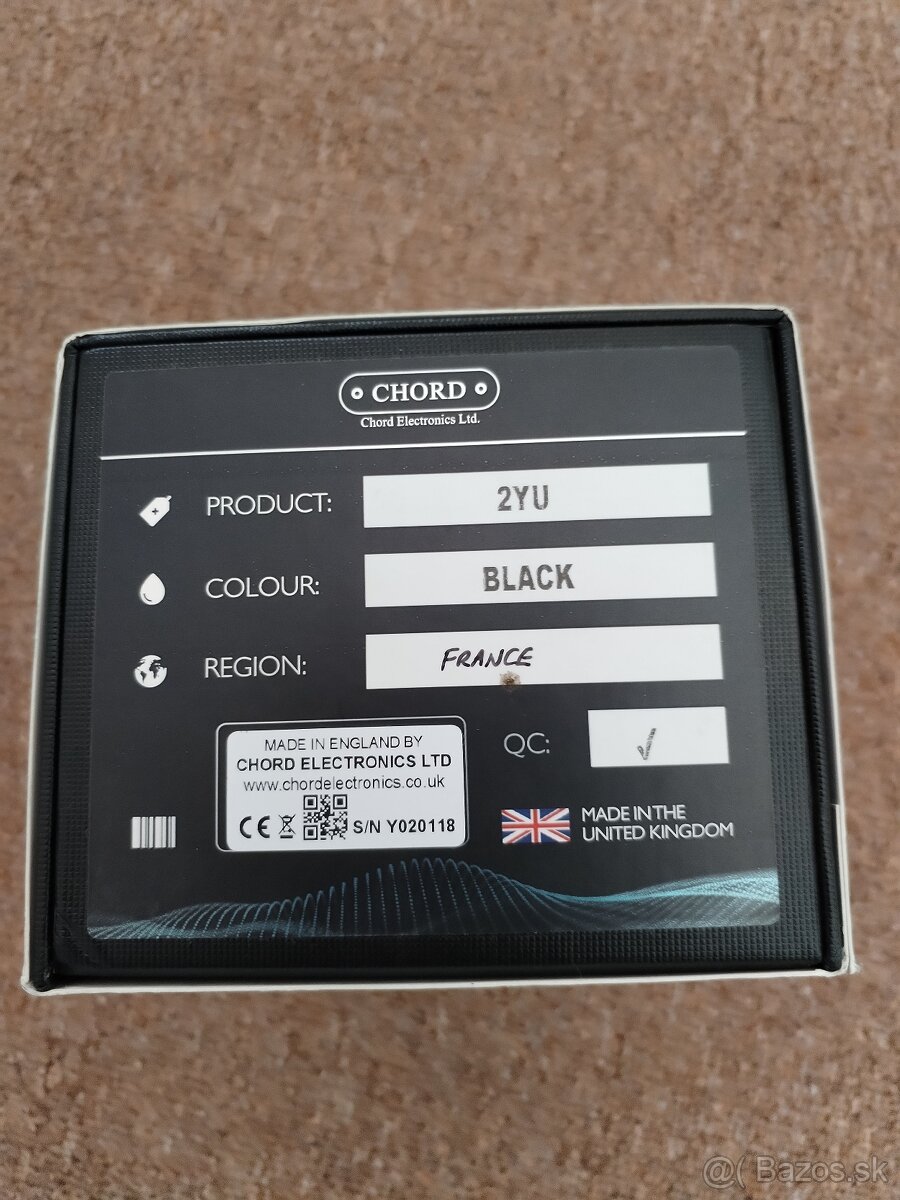 CHORD
Chord Electronics Ltd.
PRODUCT: 2YU
COLOUR: BLACK
REGION: FRANCE
MADE IN ENGLAND BY
CHORD ELECTRONICS LTD
www.chordelectronics.co.uk
CE S/N Y020118
QC: ✓
MADE IN THE
UNITED KINGDOM
@( Bazos.sk